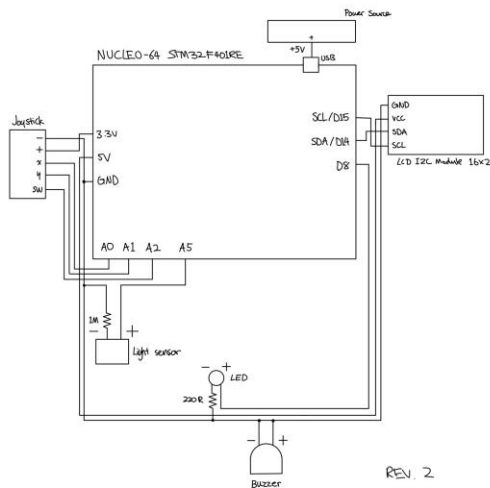 Power Source
+
+5V
USB
NUCLEO-64 STM32F401RE
Joystick
-
+
x
y
SW
3.3V
5V
GND
SCL/D15
SDA/D14
D8
GND
VCC
SDA
SCL
LCD I2C Module 16x2
A0 A1 A2 A5
1M
- +
Light sensor
- +
LED
220R
- +
Buzzer
REV. 2